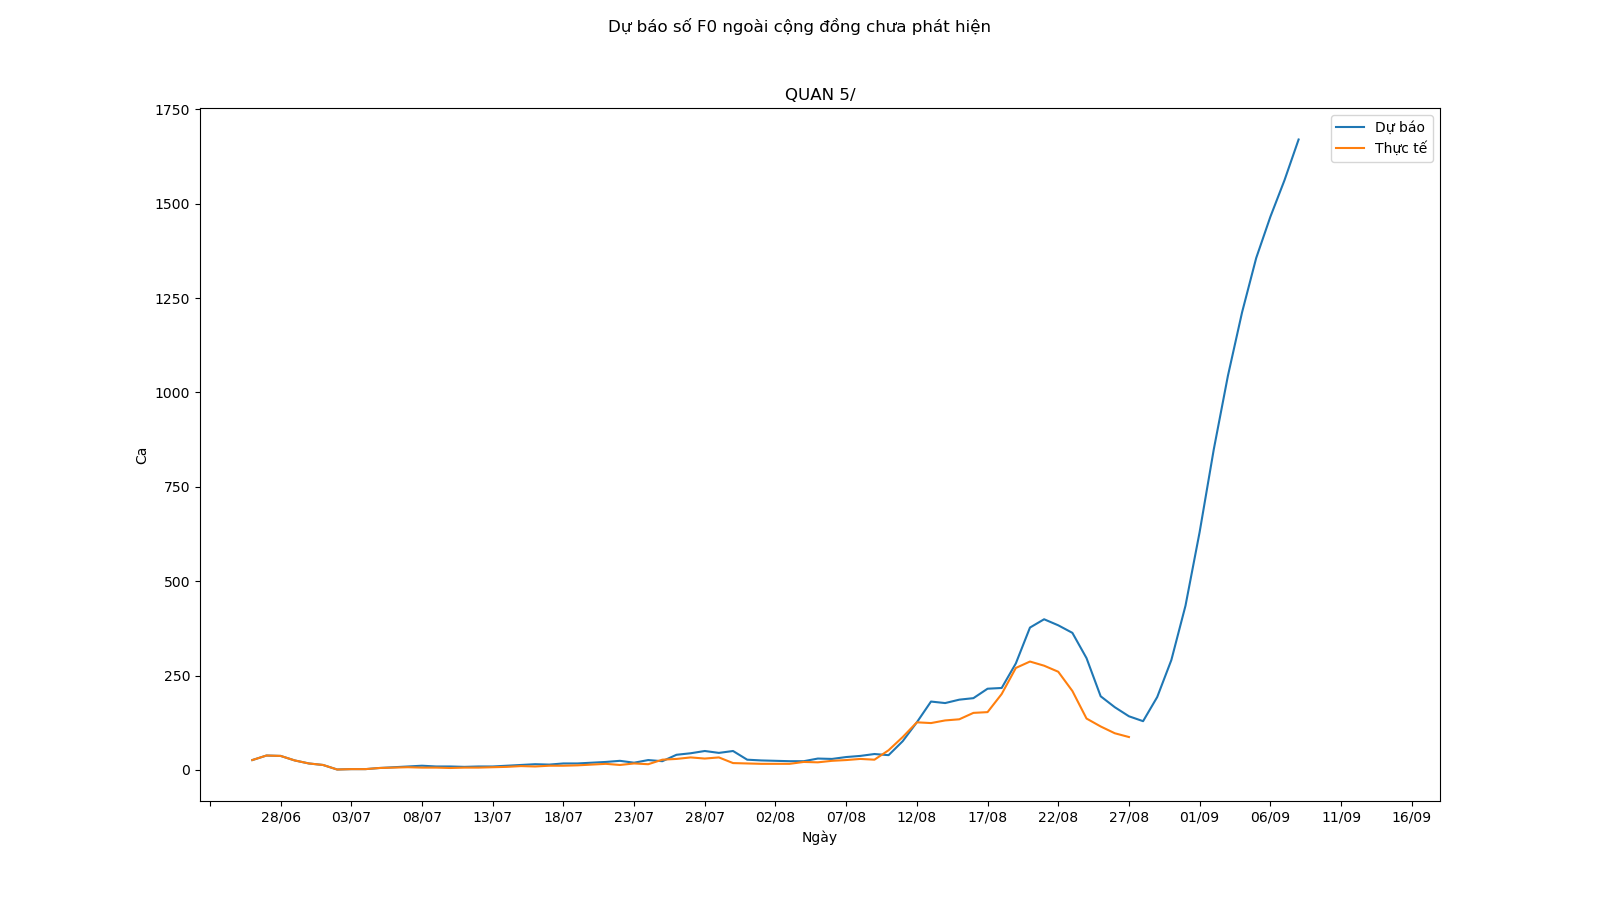 Dự báo số F0 ngoài cộng đồng chưa phát hiện
QUAN 5/
Dự báo
Thực tế
1750
1500
1250
1000
750
500
250
0
Ca
28/06 03/07 08/07 13/07 18/07 23/07 28/07 02/08 07/08 12/08 17/08 22/08 27/08 01/09 06/09 11/09 16/09
Ngày